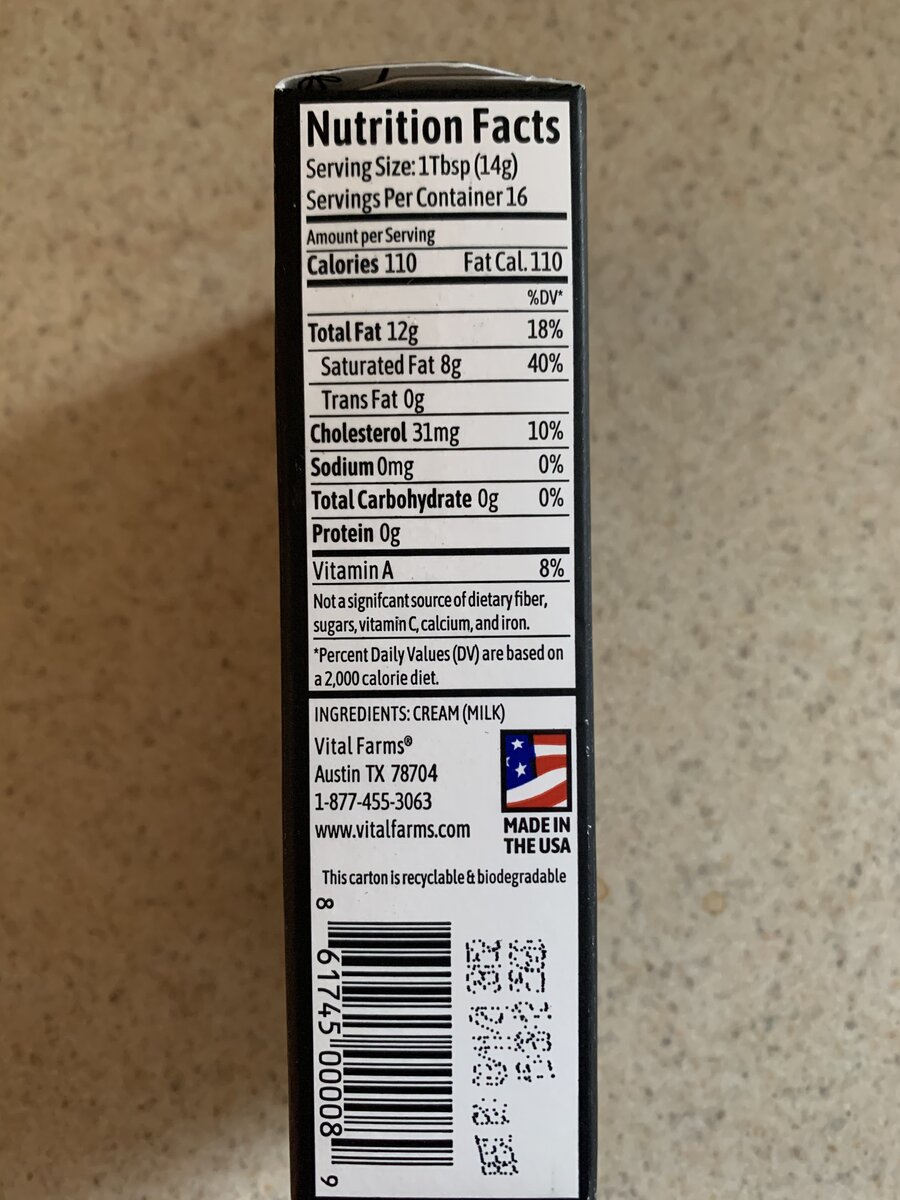 Nutrition Facts
Serving Size: 1Tbsp (14g)
Servings Per Container 16
Amount per Serving
Calories 110 Fat Cal. 110
%DV*
Total Fat 12g 18%
Saturated Fat 8g 40%
Trans Fat 0g
Cholesterol 31mg 10%
Sodium 0mg 0%
Total Carbohydrate 0g 0%
Protein 0g
Vitamin A 8%
Not a signifcant source of dietary fiber,
sugars, vitamin C, calcium, and iron.
*Percent Daily Values (DV) are based on
a 2,000 calorie diet.
INGREDIENTS: CREAM (MILK)
Vital Farms®
Austin TX 78704
1-877-455-3063
www.vitalfarms.com
MADE IN
THE USA
This carton is recyclable & biodegradable
8 61745 00008 9